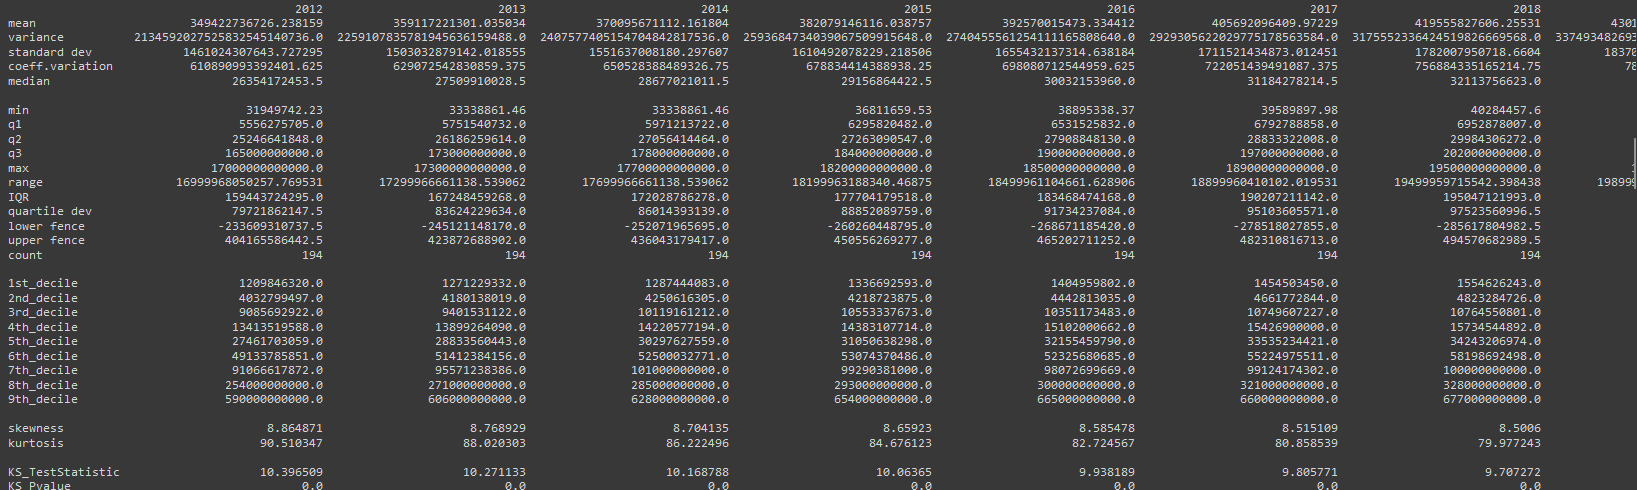 2012 2013 2014 2015 2016 2017 2018
mean 349422736726.238159 359117221301.035034 370095671112.161804 382079146116.038757 392570015473.334412 405692096409.97229 419555827606.25531 4301
variance 2134592027525832545140736.0 2259107835781945636159488.0 2407577405154704842817536.0 2593684734039067509915648.0 2740455561254111165808640.0 2929305622029775178563584.0 3175552336424519826669568.0 337493482693
standard dev 1461024307643.727295 1503032879142.018555 1551637008180.297607 1610492078229.218506 1655432137314.638184 1711521434873.012451 1782007950718.6604 18370
coeff.variation 610890993392401.625 629072542830859.375 650528388489326.75 678834414388938.25 698080712544959.625 722051439491087.375 756884335165214.75 78
median 26354172453.5 27509910028.5 28677021011.5 29156864422.5 30032153960.0 31184278214.5 32113756623.0
min 31949742.23 33338861.46 33338861.46 36811659.53 38895338.37 39589897.98 40284457.6
q1 5556275705.0 5751540732.0 5971213722.0 6295820482.0 6531525832.0 6792788858.0 6952878007.0
q2 25246641848.0 26186259614.0 27056414464.0 27263090547.0 27908848130.0 28833322008.0 29984306272.0
q3 165000000000.0 173000000000.0 178000000000.0 184000000000.0 190000000000.0 197000000000.0 202000000000.0
max 17000000000000.0 17300000000000.0 17700000000000.0 18200000000000.0 18500000000000.0 18900000000000.0 19500000000000.0
range 16999968050257.769531 17299966661138.539062 17699966661138.539062 18199963188340.46875 18499961104661.628906 18899960410102.019531 19499959715542.398438 19899
IQR 159443724295.0 167248459268.0 172028786278.0 177704179518.0 183468474168.0 190207211142.0 195047121993.0
quartile dev 79721862147.5 83624229634.0 86014393139.0 88852089759.0 91734237084.0 95103605571.0 97523560996.5
lower fence -233609310737.5 -245121148170.0 -252071965695.0 -260260448795.0 -268671185420.0 -278518027855.0 -285617804982.5
upper fence 404165586442.5 423872688902.0 436043179417.0 450556269277.0 465202711252.0 482310816713.0 494570682989.5
count 194 194 194 194 194 194 194
1st_decile 1209846320.0 1271229332.0 1287444083.0 1336692593.0 1404959802.0 1454503450.0 1554626243.0
2nd_decile 4032799497.0 4180138019.0 4250616305.0 4218723875.0 4442813035.0 4661772844.0 4823284726.0
3rd_decile 9085692922.0 9401531122.0 10119161212.0 10553337673.0 10351173483.0 10749607227.0 10764550801.0
4th_decile 13413519588.0 13899264090.0 14220577194.0 14383107714.0 15102000662.0 15426900000.0 15734544892.0
5th_decile 27461703059.0 28833560443.0 30297627559.0 31050638298.0 32155459790.0 33535234421.0 34243206974.0
6th_decile 49133785851.0 51412384156.0 52500032771.0 53074370486.0 52325680685.0 55224975511.0 58198692498.0
7th_decile 91066617872.0 95571238386.0 101000000000.0 99290381000.0 98072699669.0 99124174302.0 100000000000.0
8th_decile 254000000000.0 271000000000.0 285000000000.0 293000000000.0 300000000000.0 321000000000.0 328000000000.0
9th_decile 590000000000.0 606000000000.0 628000000000.0 654000000000.0 665000000000.0 660000000000.0 677000000000.0
skewness 8.864871 8.768929 8.704135 8.65923 8.585478 8.515109 8.5006
kurtosis 90.510347 88.020303 86.222496 84.676123 82.724567 80.858539 79.977243
KS_TestStatistic 10.396509 10.271133 10.168788 10.06365 9.938189 9.805771 9.707272
KS_Pvalue 0.0 0.0 0.0 0.0 0.0 0.0 0.0